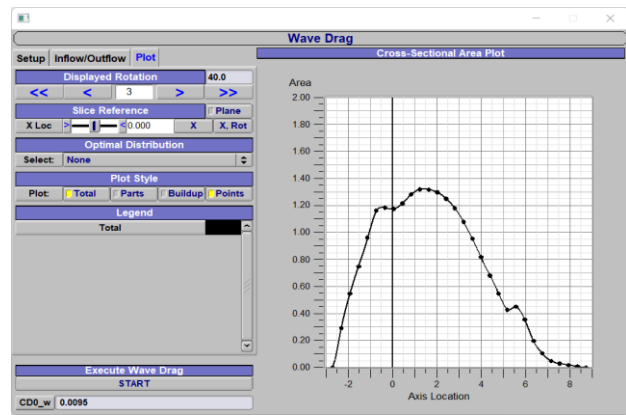 Wave Drag
Setup Inflow/Outflow Plot
Displayed Rotation 40.0
<< < 3 > >>
Slice Reference Plane
X Loc > < 0.000 X X, Rot
Optimal Distribution
Select: None
Plot Style
Plot: Total Parts Buildup Points
Legend
Total
Execute Wave Drag
START
CD0_w 0.0095
Cross-Sectional Area Plot
Area
2.00
1.80
1.60
1.40
1.20
1.00
0.80
0.60
0.40
0.20
0.00
-2 0 2 4 6 8
Axis Location